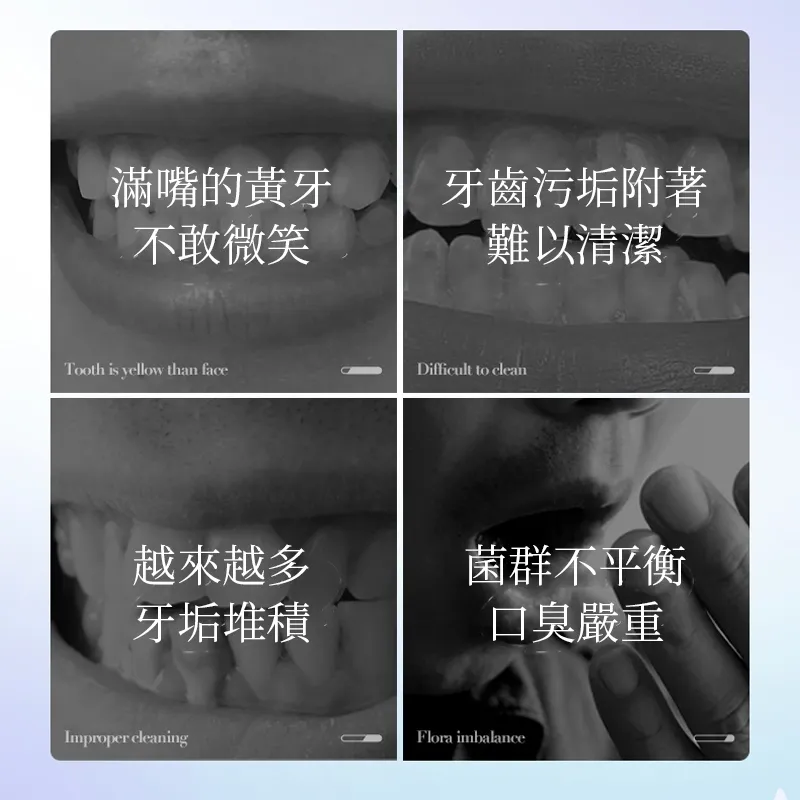 滿嘴的黃牙
不敢微笑
Tooth is yellow than face
牙齒污垢附著
難以清潔
Difficult to clean
越來越多
牙垢堆積
Improper cleaning
菌群不平衡
口臭嚴重
Flora imbalance